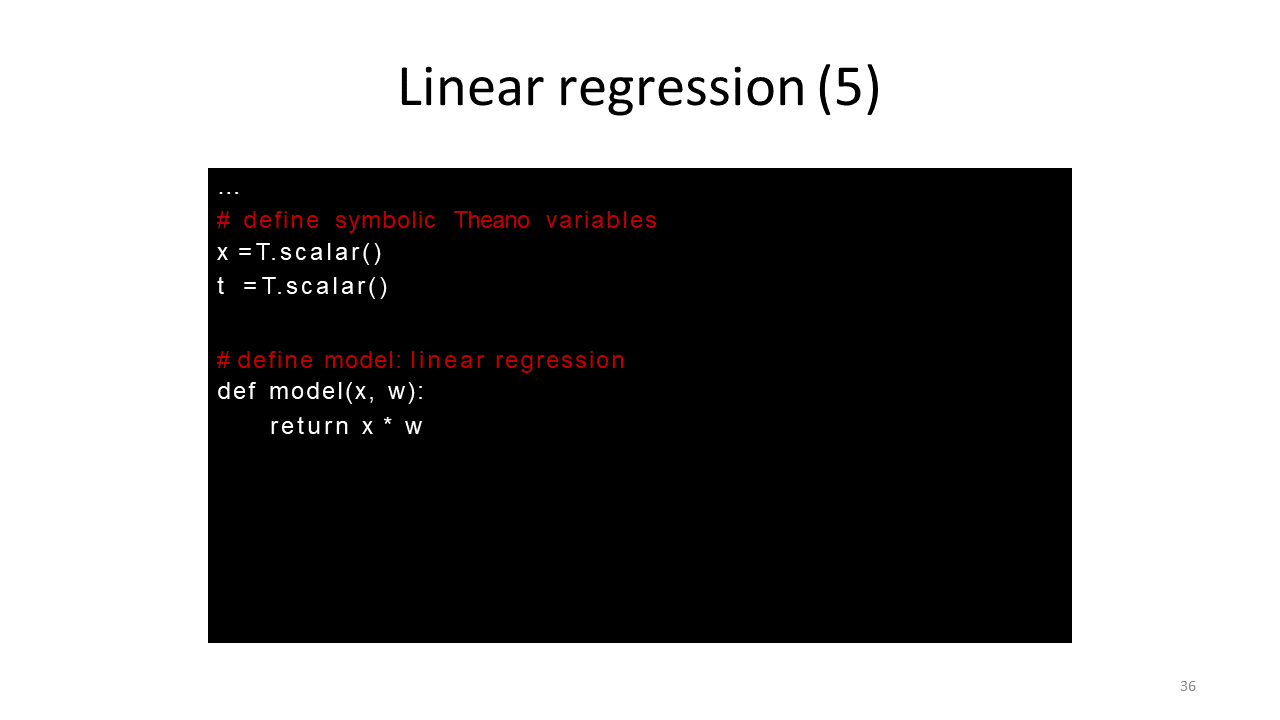 Linear regression (5)
...
# define symbolic Theano variables
x =T.scalar()
t =T.scalar()
# define model: linear regression
def model(x, w):
return x * w
36